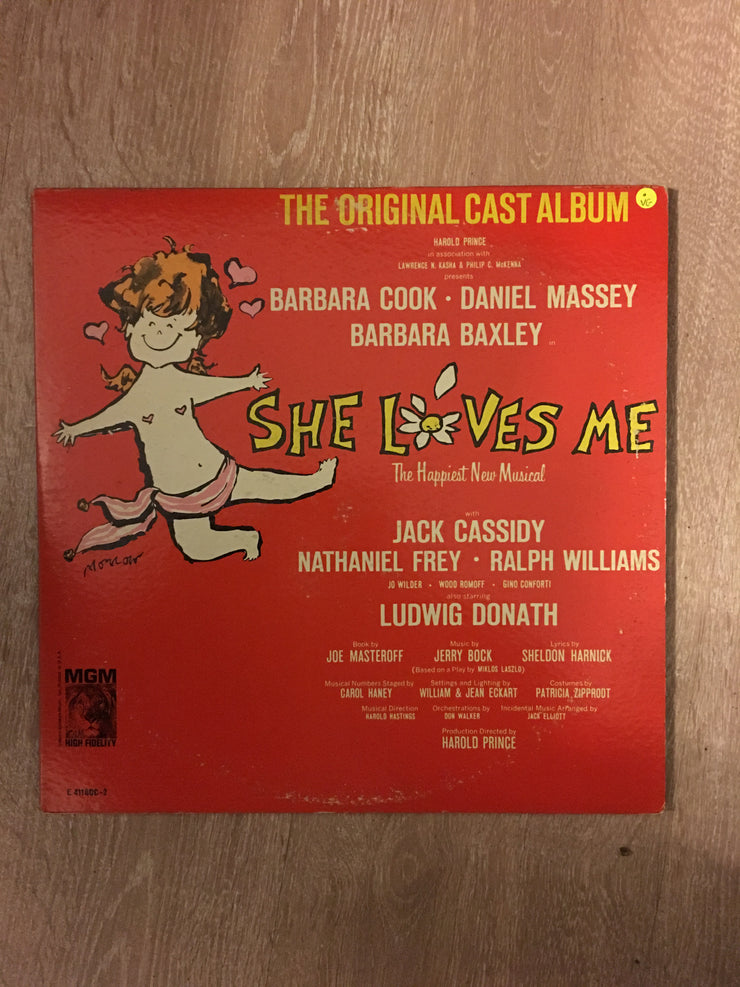 THE ORIGINAL CAST ALBUM
VG
HAROLD PRINCE
in association with
LAWRENCE N. KASHA & PHILIP C. McKENNA
presents
BARBARA COOK • DANIEL MASSEY
BARBARA BAXLEY in
SHE LOVES ME
The Happiest New Musical
with
JACK CASSIDY
NATHANIEL FREY • RALPH WILLIAMS
JO WILDER • WOOD ROMOFF • GINO CONFORTI
also starring
LUDWIG DONATH
Book by Music by Lyrics by
JOE MASTEROFF JERRY BOCK SHELDON HARNICK
(Based on a Play by MIKLOS LASZLO)
Musical Numbers Staged by Settings and Lighting by Costumes by
CAROL HANEY WILLIAM & JEAN ECKART PATRICIA ZIPPRODT
Musical Direction Orchestrations by Incidental Music Arranged by
HAROLD HASTINGS DON WALKER JACK ELLIOTT
Production Directed by
HAROLD PRINCE
MGM
HIGH FIDELITY
E 4118OC-2